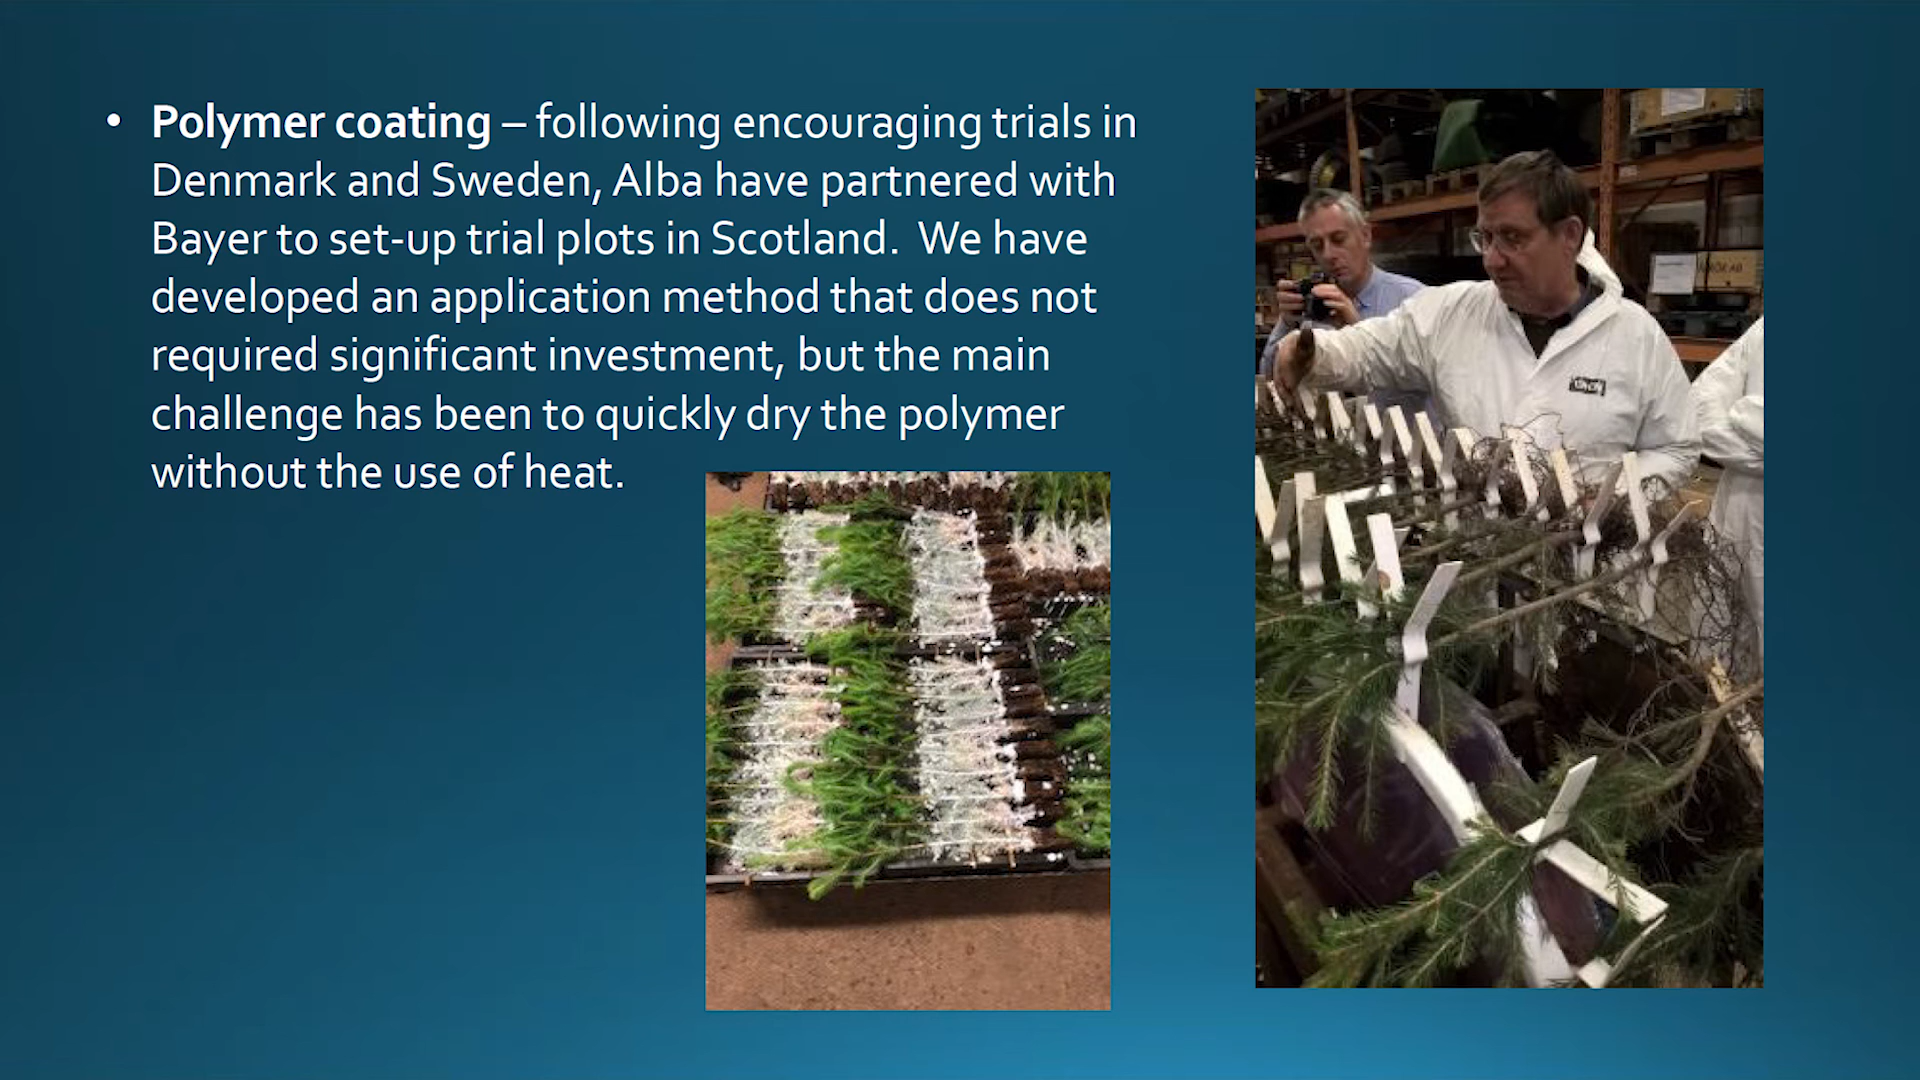 • Polymer coating – following encouraging trials in
Denmark and Sweden, Alba have partnered with
Bayer to set-up trial plots in Scotland.  We have
developed an application method that does not
required significant investment, but the main
challenge has been to quickly dry the polymer
without the use of heat.